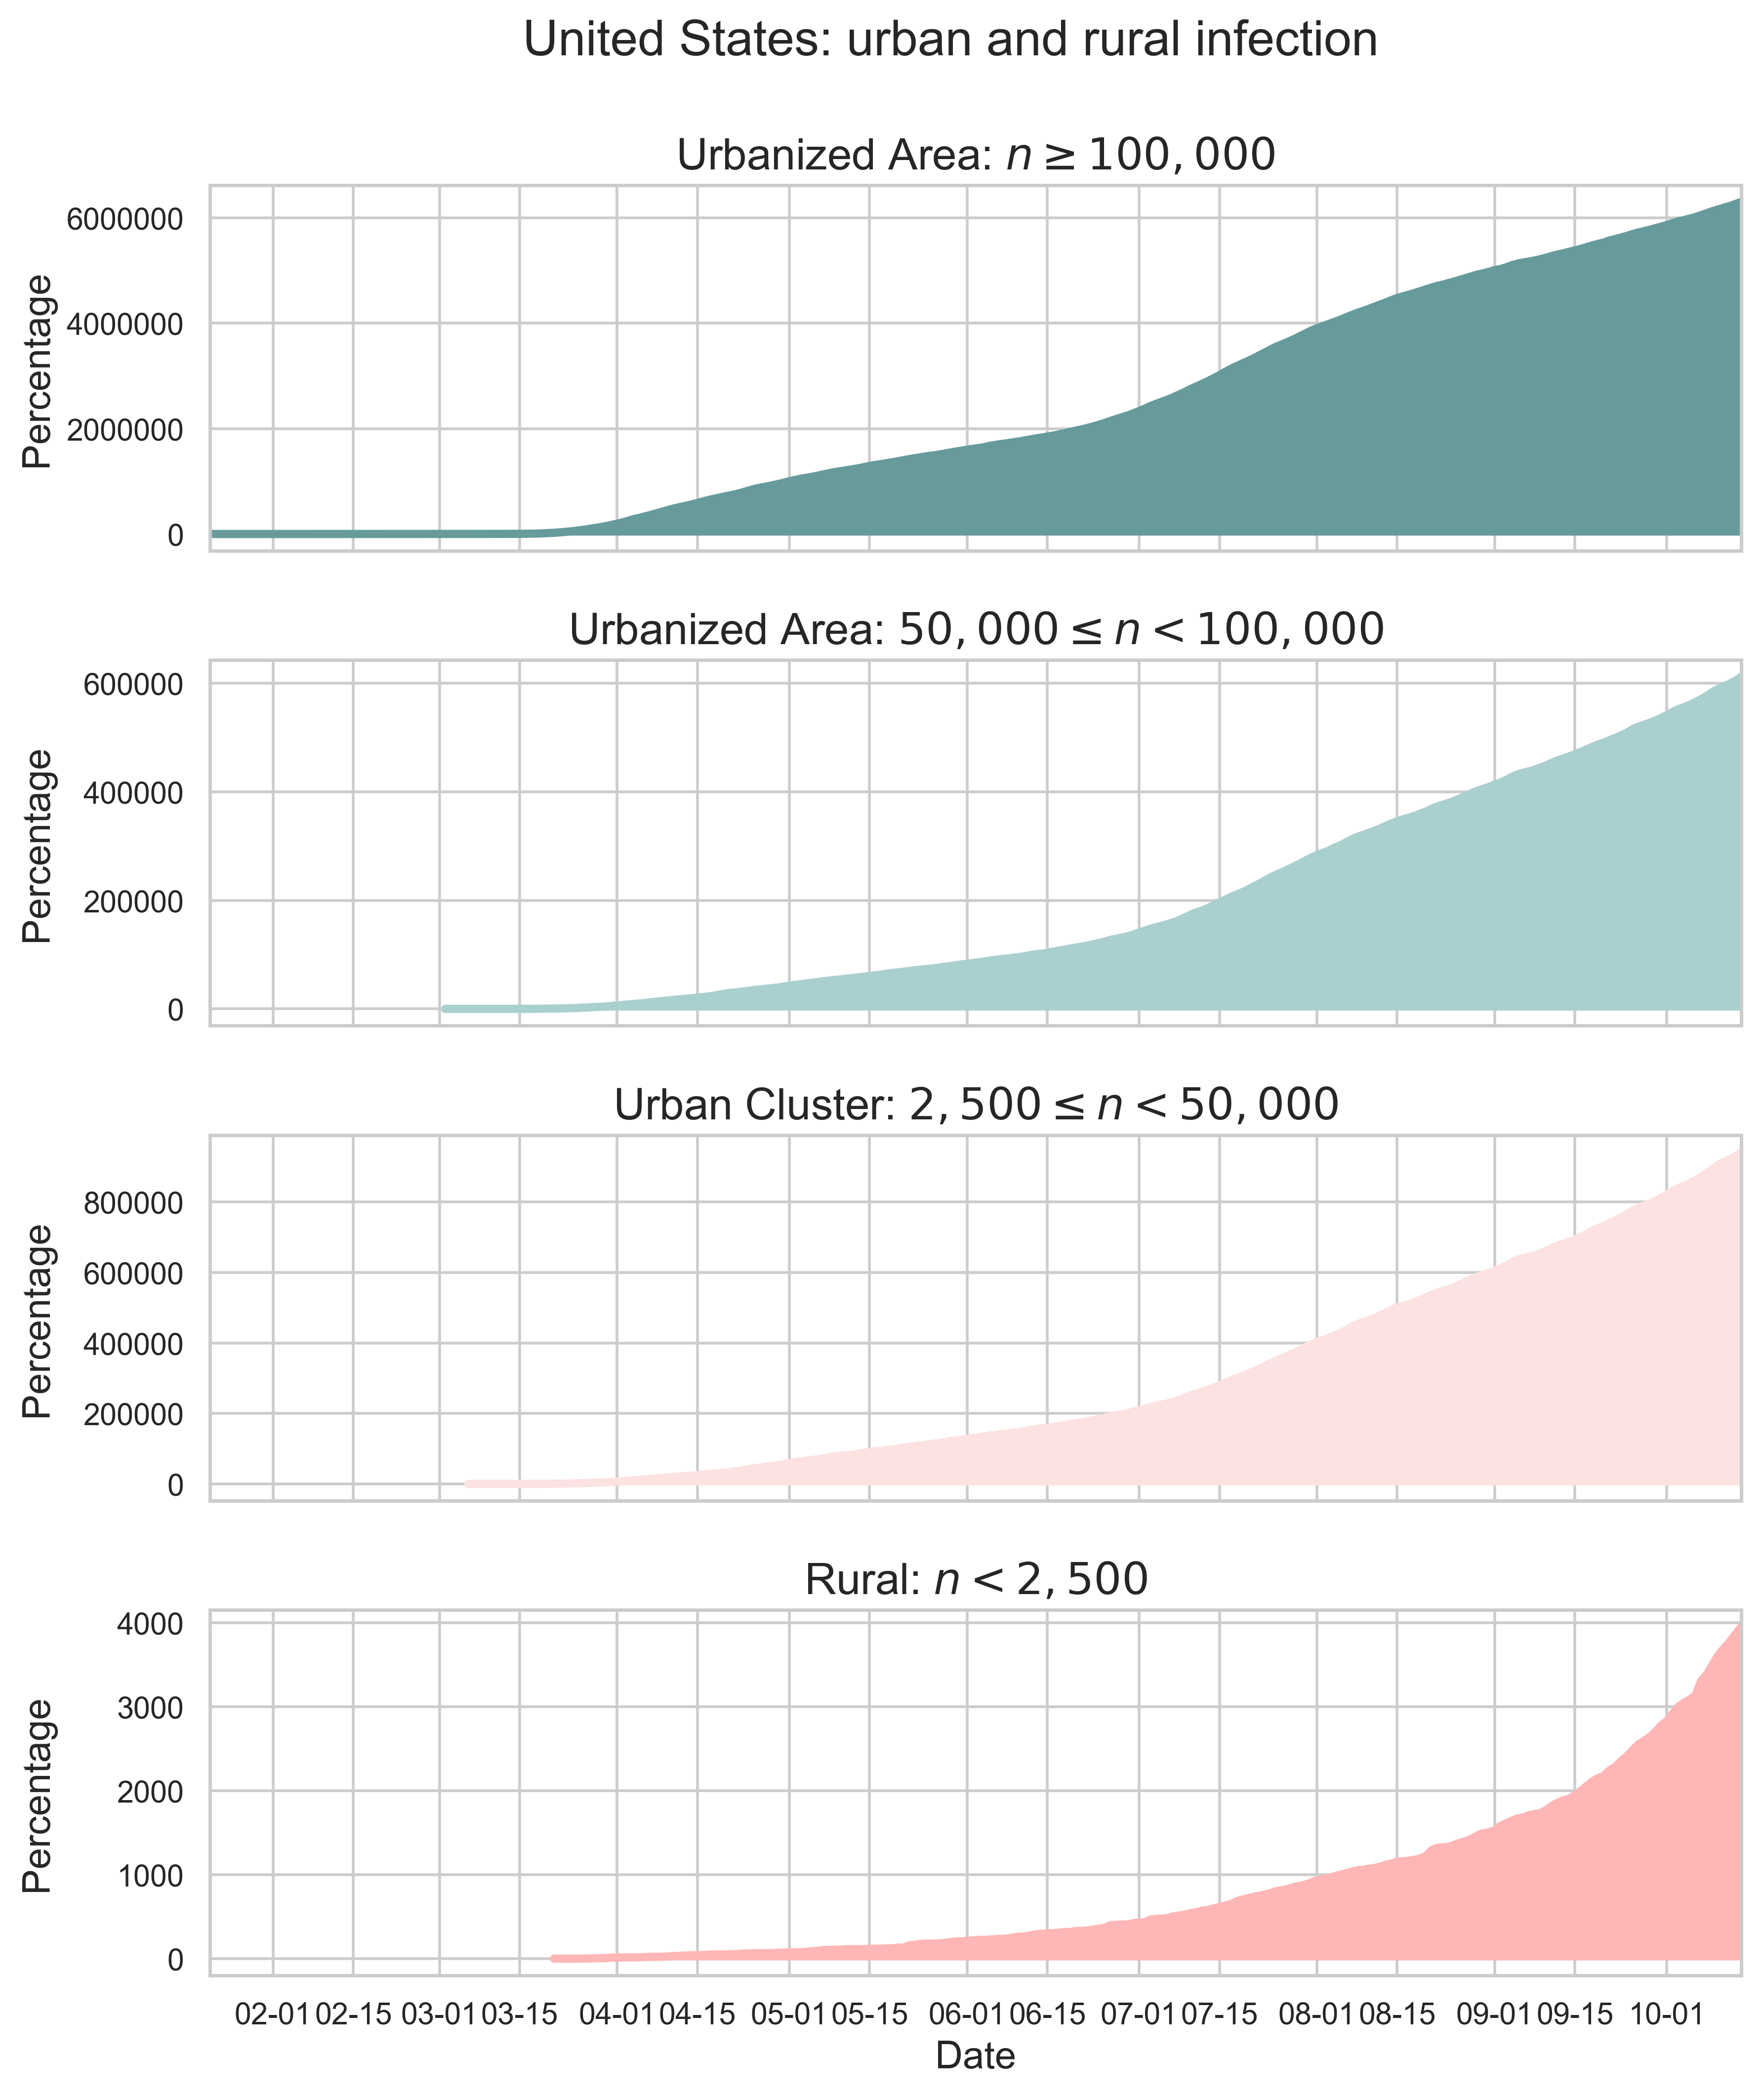 United States: urban and rural infection
Urbanized Area: n ≥ 100,000
6000000
4000000
2000000
0
Percentage
Urbanized Area: 50,000 ≤ n < 100,000
600000
400000
200000
0
Percentage
Urban Cluster: 2,500 ≤ n < 50,000
800000
600000
400000
200000
0
Percentage
Rural: n < 2,500
4000
3000
2000
1000
0
Percentage
02-01 02-15 03-01 03-15 04-01 04-15 05-01 05-15 06-01 06-15 07-01 07-15 08-01 08-15 09-01 09-15 10-01
Date